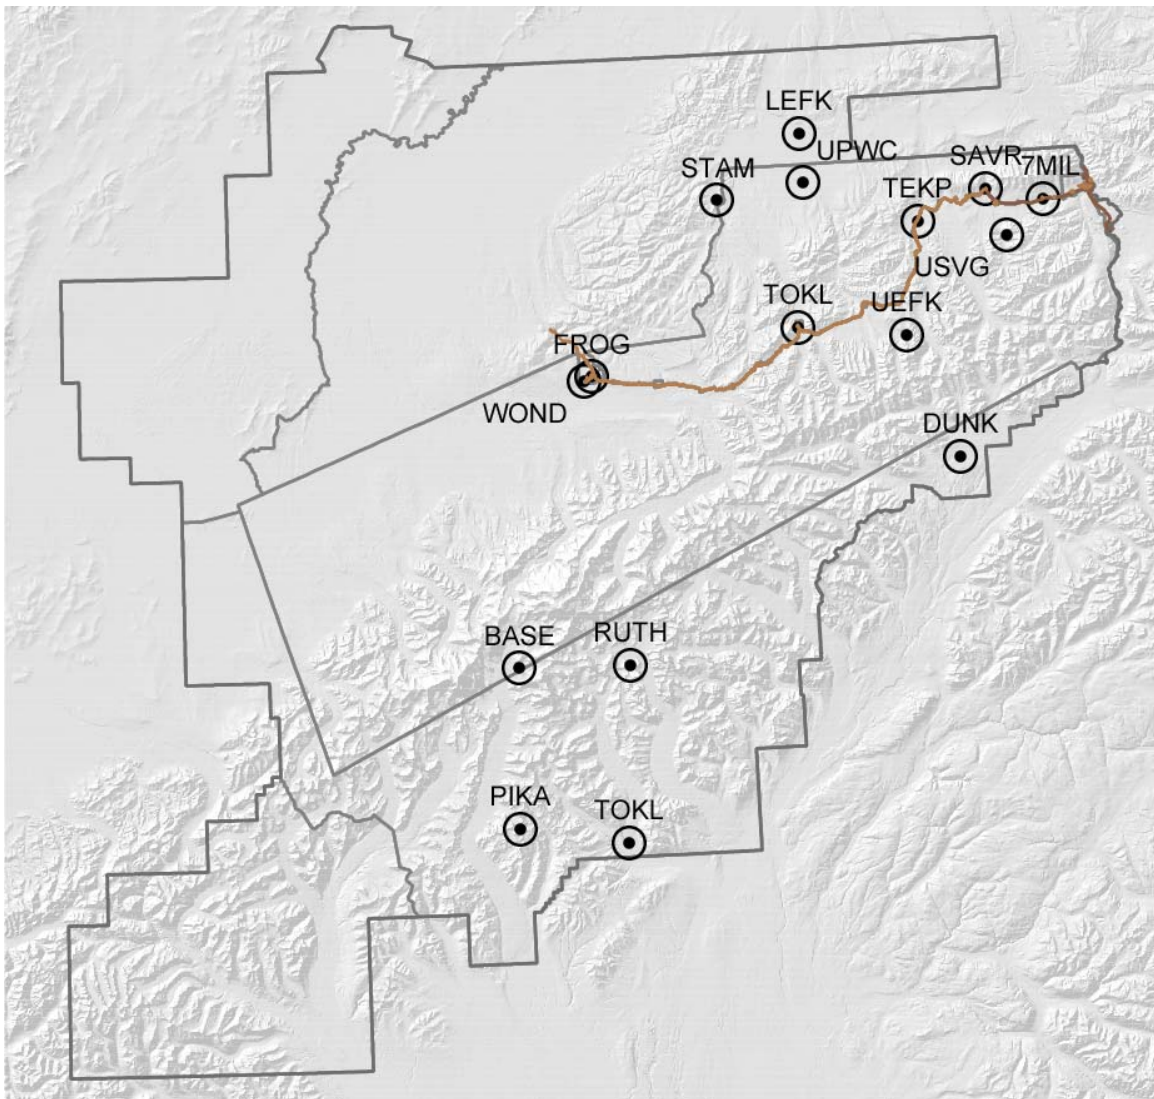 LEFK
UPWC
STAM
SAVR
7MIL
TEKP
USVG
TOKL
UEFK
FROG
WOND
DUNK
BASE
RUTH
PIKA
TOKL